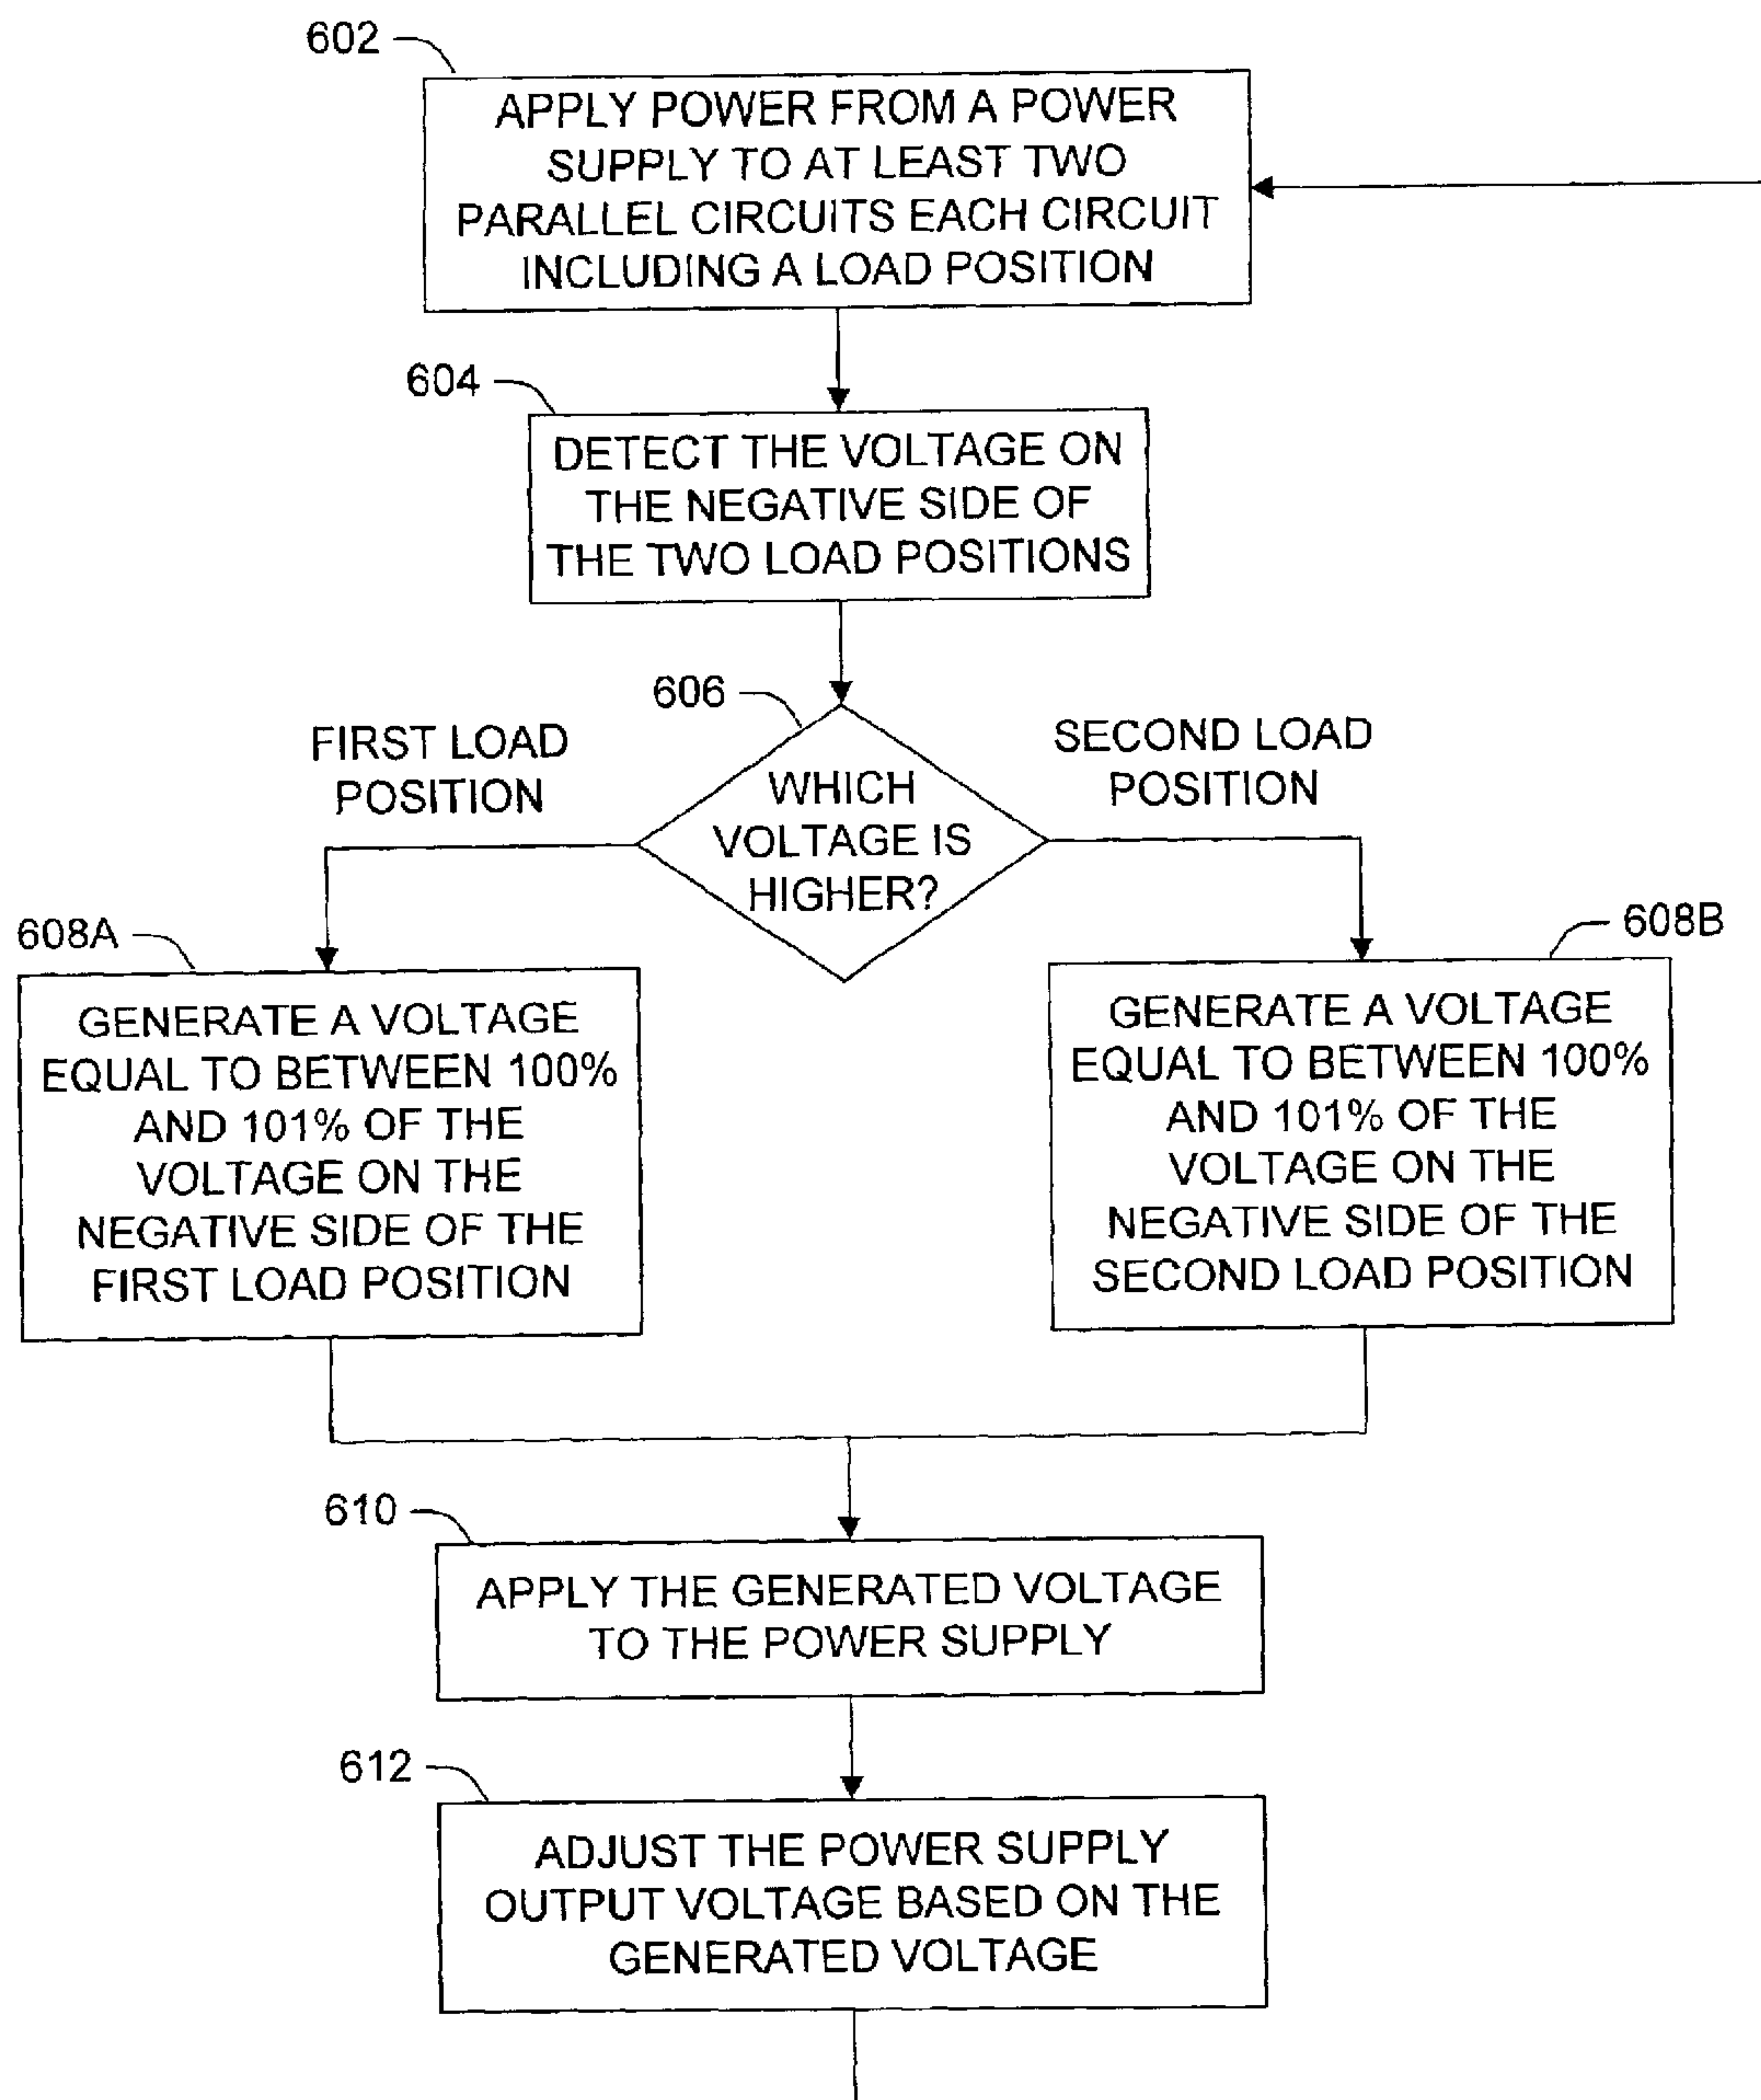 602
APPLY POWER FROM A POWER
SUPPLY TO AT LEAST TWO
PARALLEL CIRCUITS EACH CIRCUIT
INCLUDING A LOAD POSITION
604
DETECT THE VOLTAGE ON
THE NEGATIVE SIDE OF
THE TWO LOAD POSITIONS
606
FIRST LOAD
POSITION
WHICH
VOLTAGE IS
HIGHER?
SECOND LOAD
POSITION
608A
GENERATE A VOLTAGE
EQUAL TO BETWEEN 100%
AND 101% OF THE
VOLTAGE ON THE
NEGATIVE SIDE OF THE
FIRST LOAD POSITION
608B
GENERATE A VOLTAGE
EQUAL TO BETWEEN 100%
AND 101% OF THE
VOLTAGE ON THE
NEGATIVE SIDE OF THE
SECOND LOAD POSITION
610
APPLY THE GENERATED VOLTAGE
TO THE POWER SUPPLY
612
ADJUST THE POWER SUPPLY
OUTPUT VOLTAGE BASED ON THE
GENERATED VOLTAGE